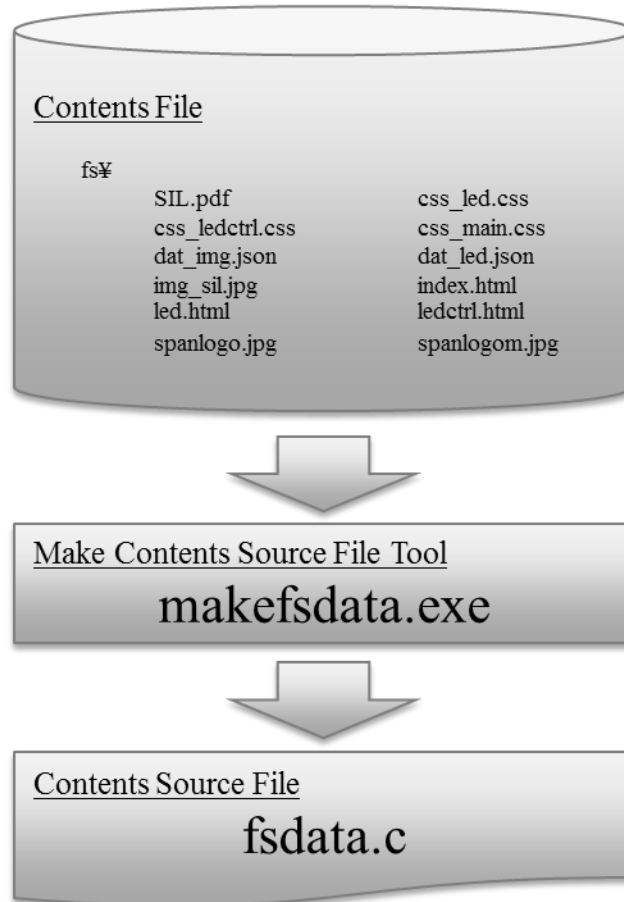 Contents File
fs¥
SIL.pdf css_led.css
css_ledctrl.css css_main.css
dat_img.json dat_led.json
img_sil.jpg index.html
led.html ledctrl.html
spanlogo.jpg spanlogom.jpg
Make Contents Source File Tool
makefsdata.exe
Contents Source File
fsdata.c